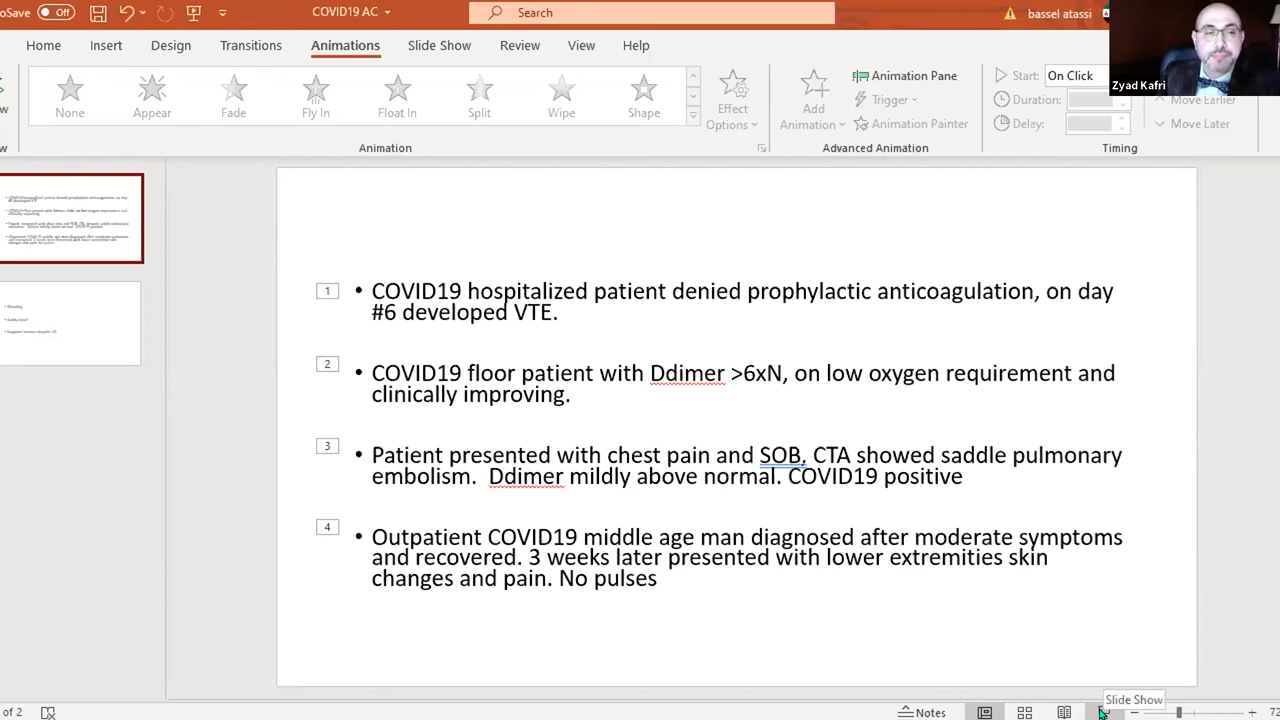 oSave Off
COVID19 AC
Search
bassel atassi
Home Insert Design Transitions Animations Slide Show Review View Help
Zyad Kafri
None Appear Fade Fly In Float In Split Wipe Shape
Effect
Options
Add
Animation
Animation Pane
Trigger
Animation Painter
Start: On Click
Duration:
Delay:
Move Earlier
Move Later
w
Animation
Advanced Animation
Timing
1
• COVID19 hospitalized patient denied prophylactic anticoagulation, on day
#6 developed VTE.
2
• COVID19 floor patient with Ddimer >6xN, on low oxygen requirement and
clinically improving.
3
• Patient presented with chest pain and SOB. CTA showed saddle pulmonary
embolism. Ddimer mildly above normal. COVID19 positive
4
• Outpatient COVID19 middle age man diagnosed after moderate symptoms
and recovered. 3 weeks later presented with lower extremities skin
changes and pain. No pulses
Slide Show
of 2
Notes
72